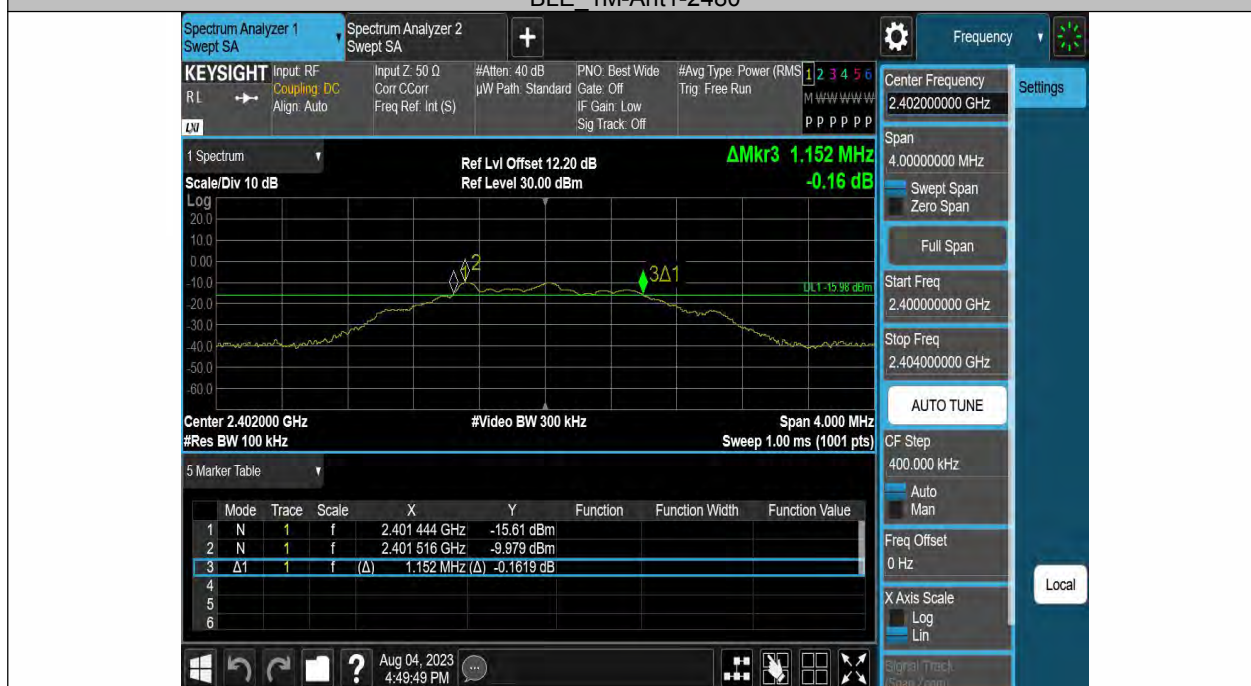 BLE_1M-Ant1-2480
Spectrum Analyzer 1
Swept SA
Spectrum Analyzer 2
Swept SA
+
Frequency
KEYSIGHT
RL
LXI
Input: RF
Coupling: DC
Align: Auto
Input Z: 50 Ω
Corr CCorr
Freq Ref: Int (S)
#Atten: 40 dB
µW Path: Standard
PNO: Best Wide
Gate: Off
IF Gain: Low
Sig Track: Off
#Avg Type: Power (RMS
Trig: Free Run
1 2 3 4 5 6
M W W W W W
P P P P P P
1 Spectrum
Scale/Div 10 dB
Ref Lvl Offset 12.20 dB
Ref Level 30.00 dBm
ΔMkr3 1.152 MHz
-0.16 dB
Log
20.0
10.0
0.00
-10.0
-20.0
-30.0
-40.0
-50.0
-60.0
2
3Δ1
DL1 -15.98 dBm
Center 2.402000 GHz
#Video BW 300 kHz
Span 4.000 MHz
#Res BW 100 kHz
Sweep 1.00 ms (1001 pts)
5 Marker Table
Mode Trace Scale X Y Function Function Width Function Value
1 N 1 f 2.401 444 GHz -15.61 dBm
2 N 1 f 2.401 516 GHz -9.979 dBm
3 Δ1 1 f (Δ) 1.152 MHz (Δ) -0.1619 dB
4
5
6
?
Aug 04, 2023
4:49:49 PM
Center Frequency
2.402000000 GHz
Span
4.00000000 MHz
Swept Span
Zero Span
Full Span
Start Freq
2.400000000 GHz
Stop Freq
2.404000000 GHz
AUTO TUNE
CF Step
400.000 kHz
Auto
Man
Freq Offset
0 Hz
X Axis Scale
Log
Lin
Signal Track
(Span Zoom)
Settings
Local